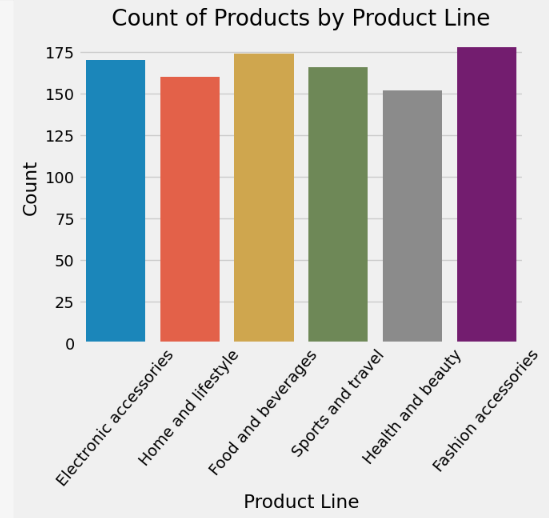 Count of Products by Product Line
175
150
125
100
75
50
25
0
Count
Electronic accessories
Home and lifestyle
Food and beverages
Sports and travel
Health and beauty
Fashion accessories
Product Line